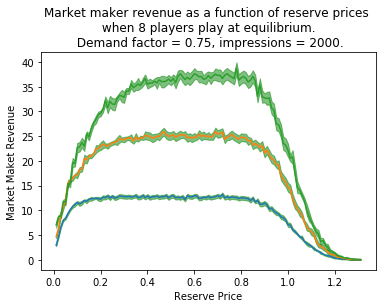 Market maker revenue as a function of reserve prices
when 8 players play at equilibrium.
Demand factor = 0.75, impressions = 2000.
Market Maket Revenue
40
35
30
25
20
15
10
5
0
0.0 0.2 0.4 0.6 0.8 1.0 1.2
Reserve Price